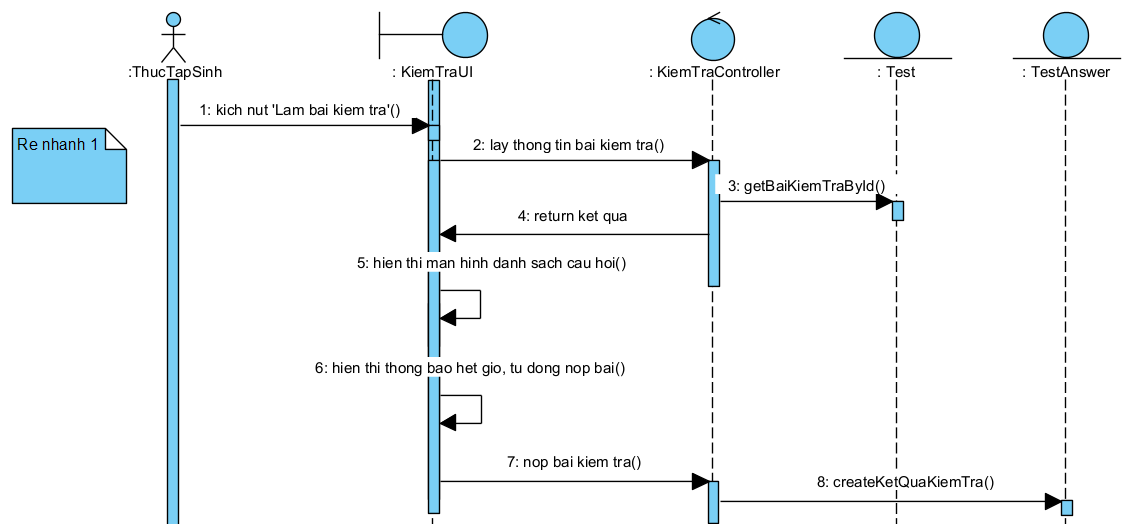 :ThucTapSinh
: KiemTraUI
: KiemTraController
: Test
: TestAnswer
1: kich nut 'Lam bai kiem tra'()
Re nhanh 1
2: lay thong tin bai kiem tra()
3: getBaiKiemTraById()
4: return ket qua
5: hien thi man hinh danh sach cau hoi()
6: hien thi thong bao het gio, tu dong nop bai()
7: nop bai kiem tra()
8: createKetQuaKiemTra()